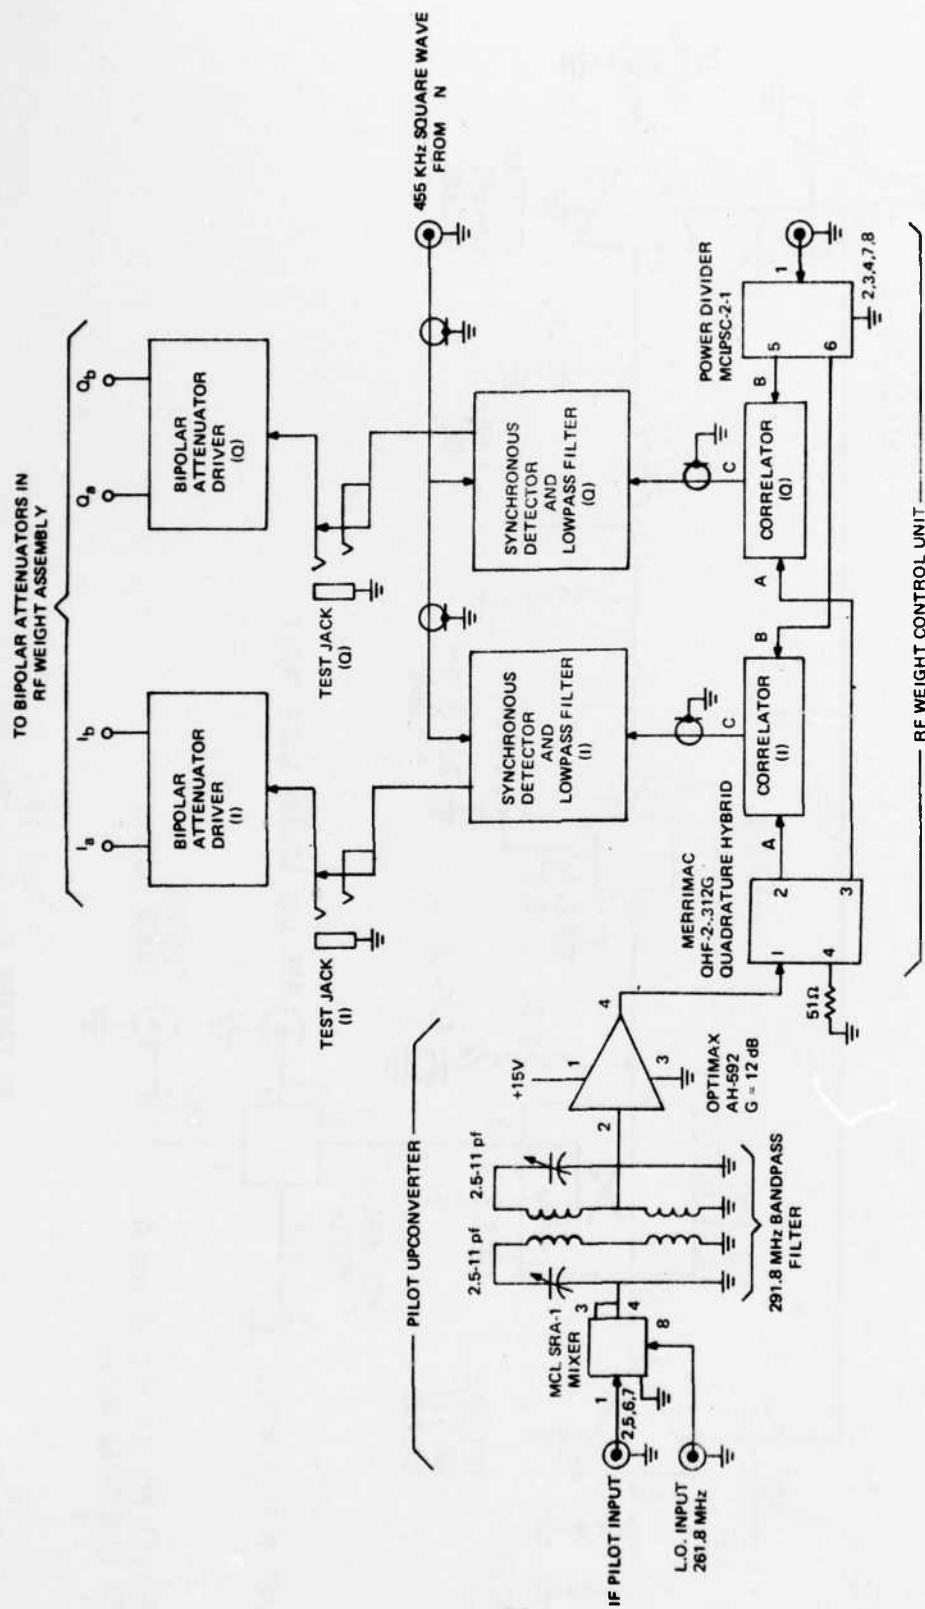 TO BIPOLAR ATTENUATORS IN
RF WEIGHT ASSEMBLY
Ia
Ib
Qa
Qb
BIPOLAR
ATTENUATOR
DRIVER
(I)
BIPOLAR
ATTENUATOR
DRIVER
(Q)
TEST JACK
(I)
TEST JACK
(Q)
455 KHz SQUARE WAVE
FROM N
SYNCHRONOUS
DETECTOR
AND
LOWPASS FILTER
(I)
SYNCHRONOUS
DETECTOR
AND
LOWPASS FILTER
(Q)
C
C
PILOT UPCONVERTER
IF PILOT INPUT
L.O. INPUT
261.8 MHz
1
2,5,6,7
MCL SRA-1
MIXER
3
4
8
2.5-11 pf
2.5-11 pf
291.8 MHz BANDPASS
FILTER
+15V
1
2
3
4
OPTIMAX
AH-592
G = 12 dB
MERRIMAC
QHF-2-.312G
QUADRATURE HYBRID
1
2
3
4
51Ω
A
B
CORRELATOR
(I)
A
B
CORRELATOR
(Q)
POWER DIVIDER
MCLPSC-2-1
5
6
1
2,3,4,7,8
RF WEIGHT CONTROL UNIT